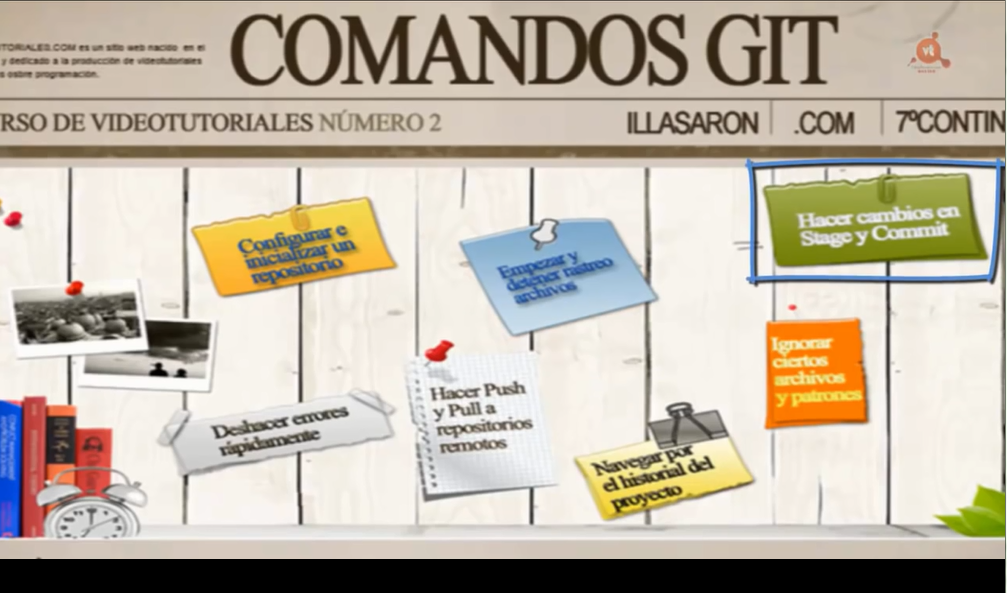 COMANDOS GIT
TORIALES.COM es un sitio web nacido en el
y dedicado a la producción de videotutoriales
s osbre programación.
vt
RSO DE VIDEOTUTORIALES NÚMERO 2
ILLASARON
.COM
7ºCONTIN
Configurar e
inicializar un
repositorio
Empezar y
detener rastreo
archivos
Hacer cambios en
Stage y Commit
Ignorar
ciertos
archivos
y patrones
Deshacer errores
rápidamente
Hacer Push
y Pull a
repositorios
remotos
Navegar por
el historial del
proyecto